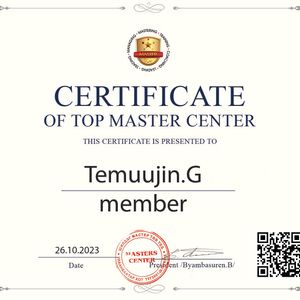 MASTER
CERTIFICATE
OF TOP MASTER CENTER
THIS CERTIFICATE IS PRESENTED TO
Temuujin.G
member
26.10.2023
Date
MASTERS
CENTER
President /Byambasuren.B/